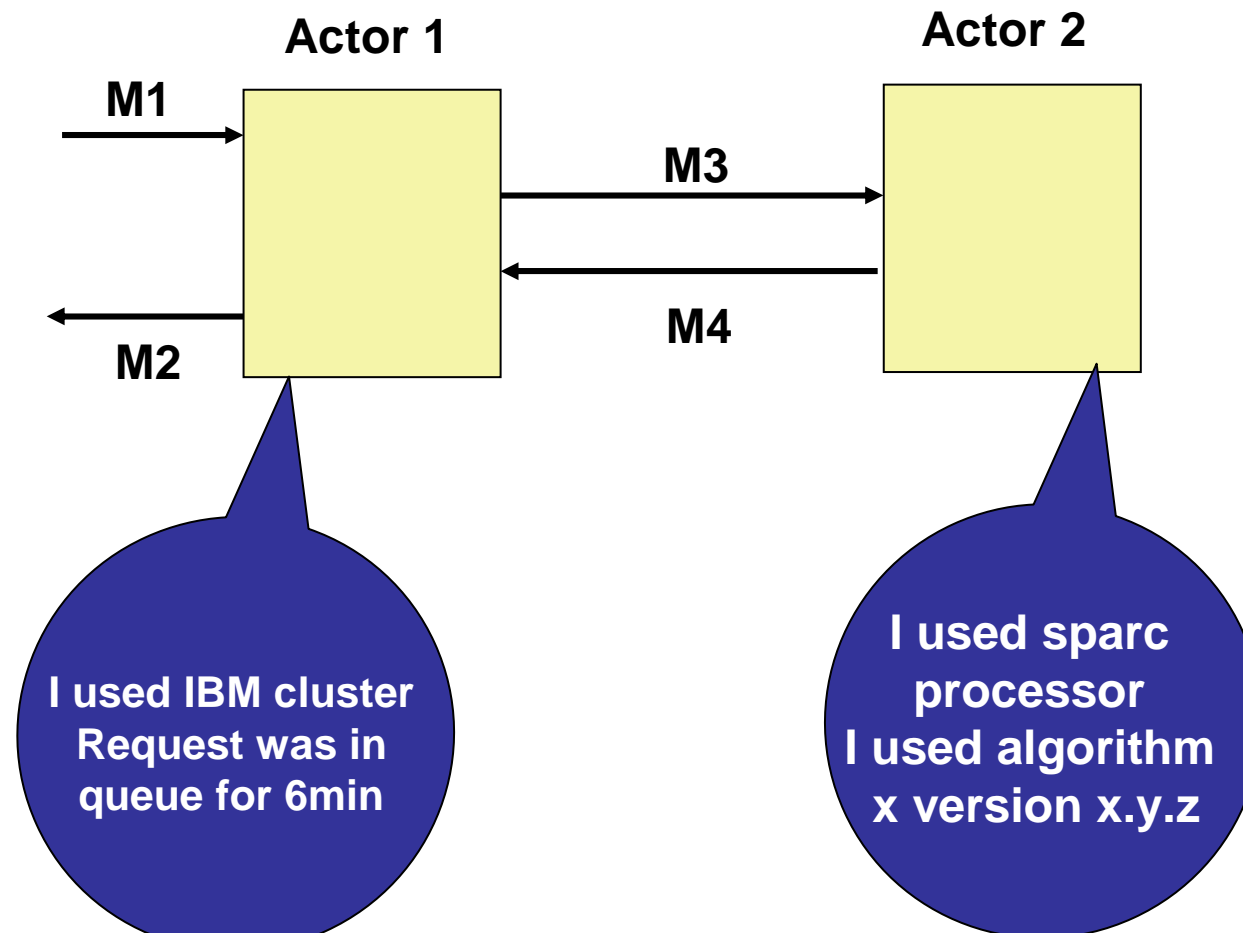 Actor 1
Actor 2
M1
M3
M4
M2
I used IBM cluster
Request was in
queue for 6min
I used sparc
processor
I used algorithm
x version x.y.z